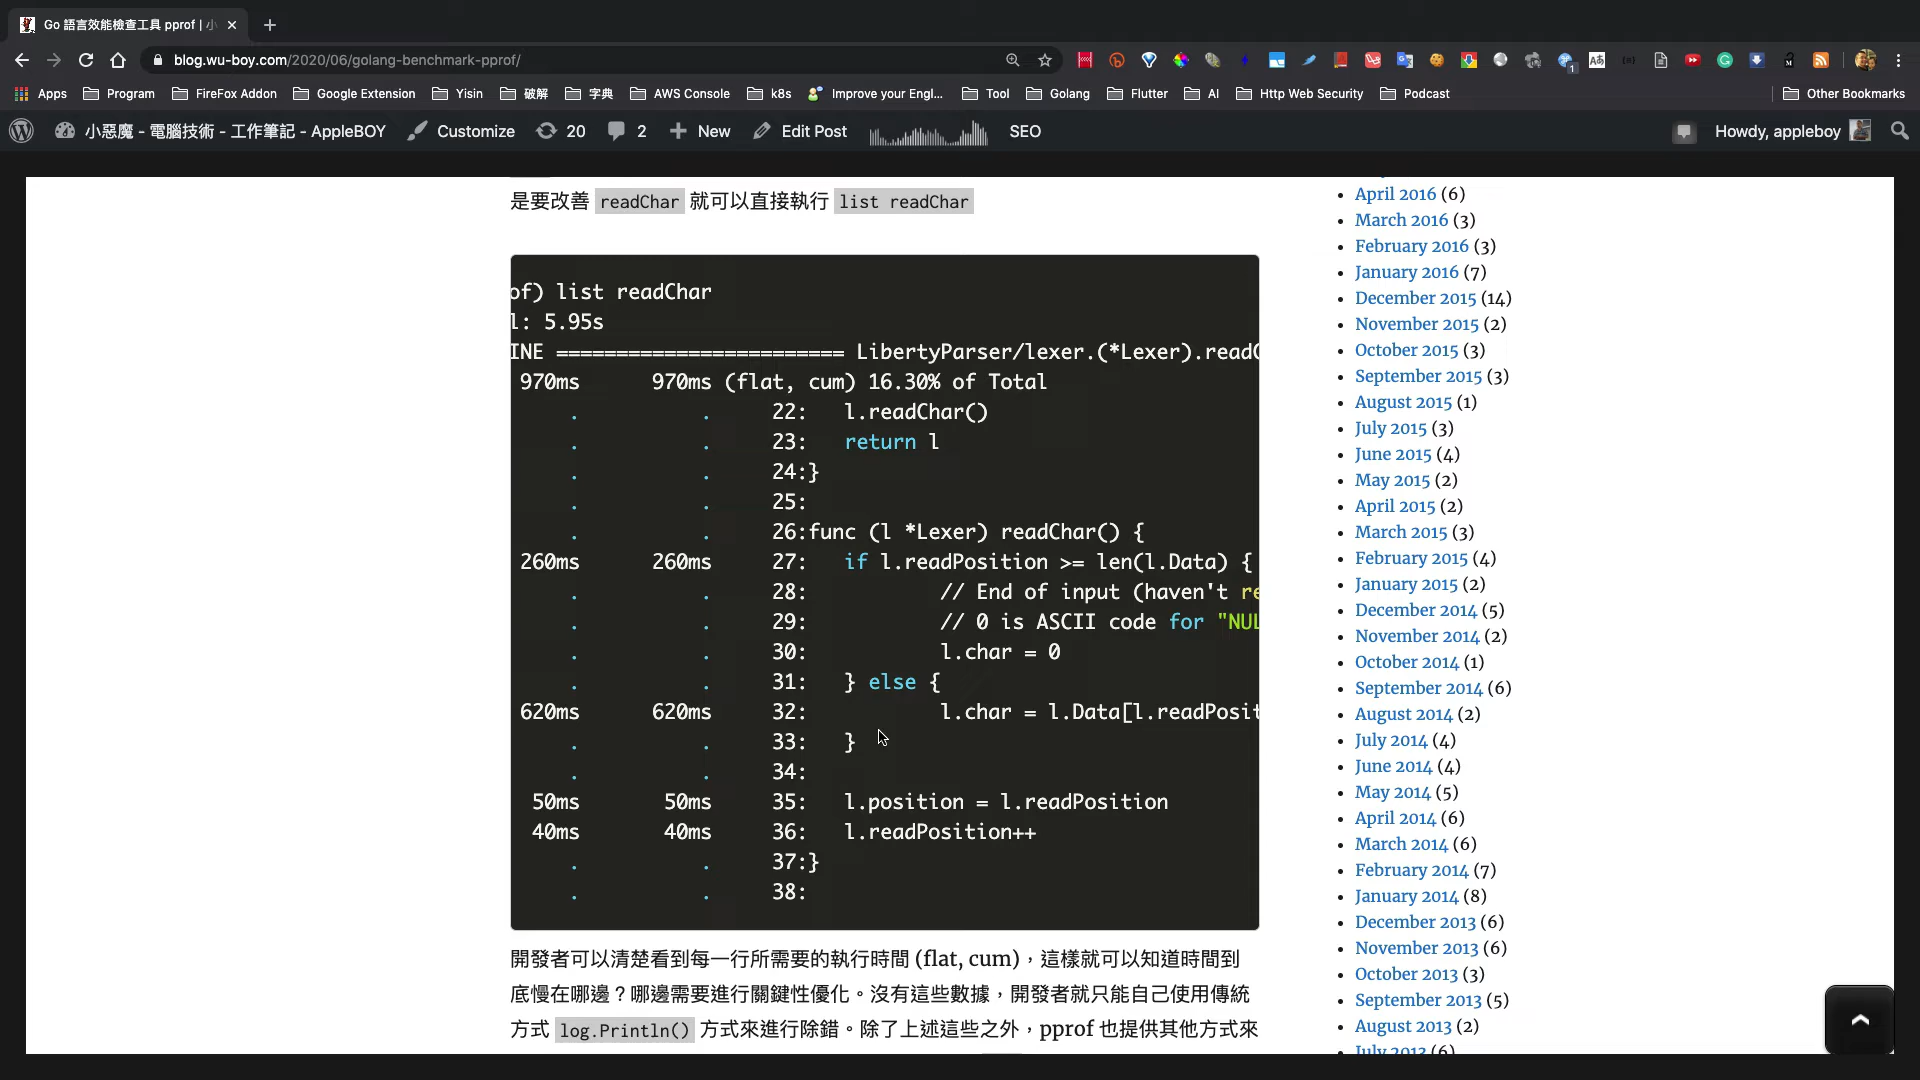 Go 語言效能檢查工具 pprof | 小
blog.wu-boy.com/2020/06/golang-benchmark-pprof/
Apps Program FireFox Addon Google Extension Yisin 破解 字典 AWS Console k8s Improve your Engl... Tool Golang Flutter AI Http Web Security Podcast Other Bookmarks
小惡魔 - 電腦技術 - 工作筆記 - AppleBOY Customize 20 2 New Edit Post SEO Howdy, appleboy
是要改善 readChar 就可以直接執行 list readChar
of) list readChar
l: 5.95s
INE ======================== LibertyParser/lexer.(*Lexer).readC
970ms 970ms (flat, cum) 16.30% of Total
. . 22: l.readChar()
. . 23: return l
. . 24:}
. . 25:
. . 26:func (l *Lexer) readChar() {
260ms 260ms 27: if l.readPosition >= len(l.Data) {
. . 28: // End of input (haven't re
. . 29: // 0 is ASCII code for "NUL
. . 30: l.char = 0
. . 31: } else {
620ms 620ms 32: l.char = l.Data[l.readPosit
. . 33: }
. . 34:
50ms 50ms 35: l.position = l.readPosition
40ms 40ms 36: l.readPosition++
. . 37:}
. . 38:
開發者可以清楚看到每一行所需要的執行時間 (flat, cum)，這樣就可以知道時間到
底慢在哪邊？哪邊需要進行關鍵性優化。沒有這些數據，開發者就只能自己使用傳統
方式 log.Println() 方式來進行除錯。除了上述這些之外，pprof 也提供其他方式來
April 2016 (6)
March 2016 (3)
February 2016 (3)
January 2016 (7)
December 2015 (14)
November 2015 (2)
October 2015 (3)
September 2015 (3)
August 2015 (1)
July 2015 (3)
June 2015 (4)
May 2015 (2)
April 2015 (2)
March 2015 (3)
February 2015 (4)
January 2015 (2)
December 2014 (5)
November 2014 (2)
October 2014 (1)
September 2014 (6)
August 2014 (2)
July 2014 (4)
June 2014 (4)
May 2014 (5)
April 2014 (6)
March 2014 (6)
February 2014 (7)
January 2014 (8)
December 2013 (6)
November 2013 (6)
October 2013 (3)
September 2013 (5)
August 2013 (2)
July 2013 (6)